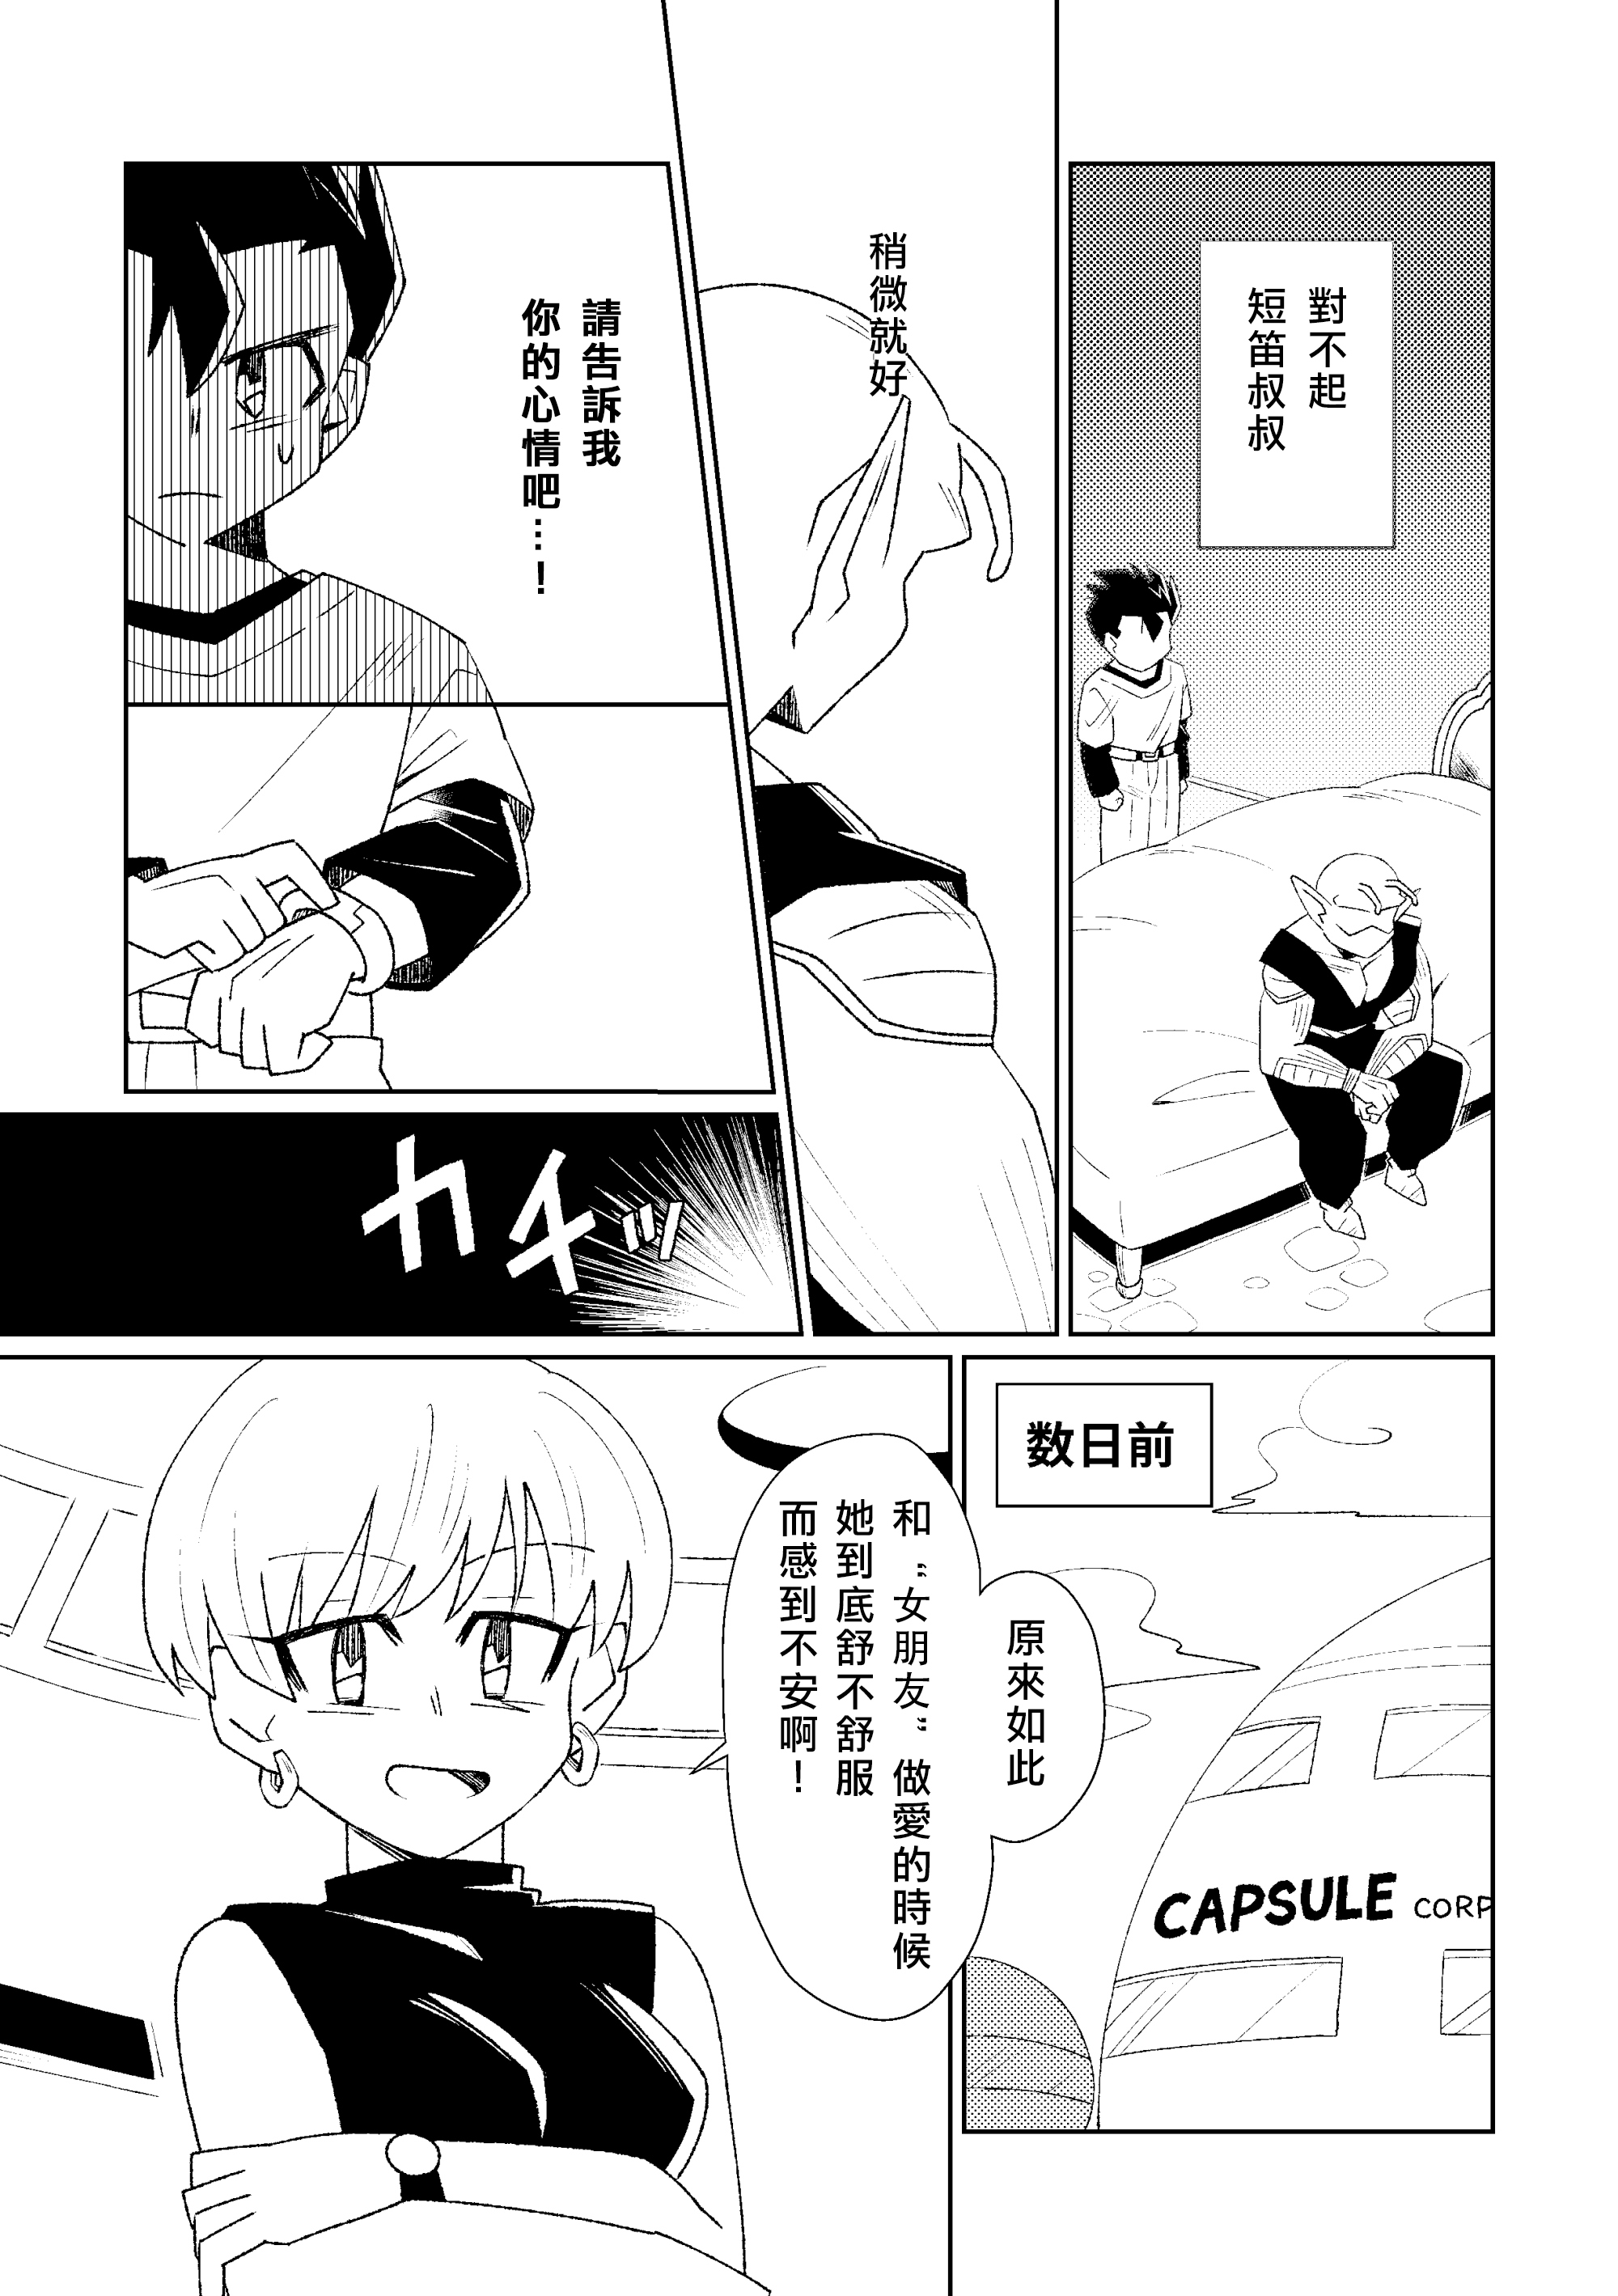 對不起
短笛叔叔
稍微就好
請告訴我
你的心情吧…！
カチッ
数日前
CAPSULE CORP
原來如此
和“女朋友”做愛的時候
她到底舒不舒服
而感到不安啊！